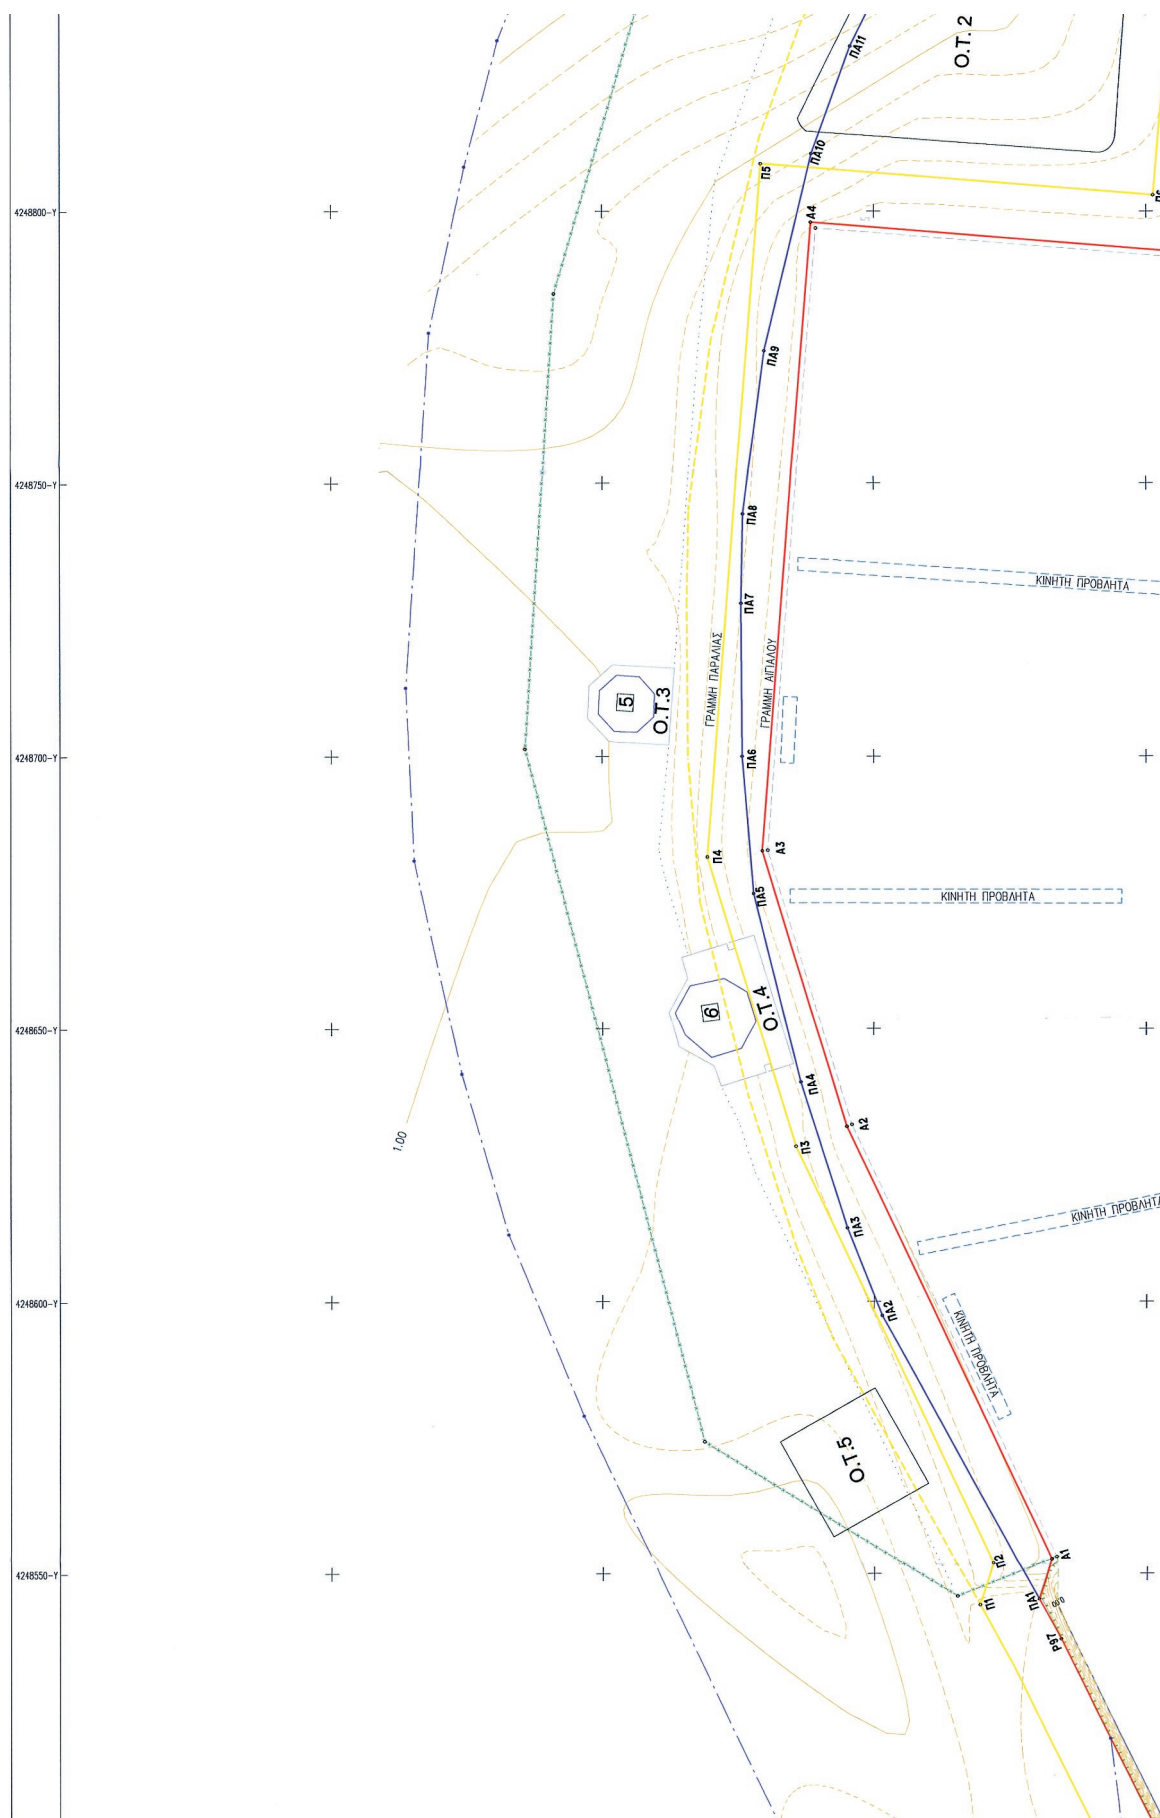 ΠΑ11
Ο.Τ. 2
ΠΑ10
Π5
4248800-Υ
Α4
ΠΑ9
4248750-Υ
ΠΑ8
ΚΙΝΗΤΗ ΠΡΟΒΛΗΤΑ
ΠΑ7
ΓΡΑΜΜΗ ΠΑΡΑΛΙΑΣ
ΓΡΑΜΜΗ ΑΙΓΙΑΛΟΥ
5
Ο.Τ.3
4248700-Υ
ΠΑ6
Α3
Π4
ΠΑ5
ΚΙΝΗΤΗ ΠΡΟΒΛΗΤΑ
6
Ο.Τ.4
4248650-Υ
ΠΑ4
Α2
1.00
Π3
ΚΙΝΗΤΗ ΠΡΟΒΛΗΤΑ
ΠΑ3
4248600-Υ
ΠΑ2
ΚΙΝΗΤΗ ΠΡΟΒΛΗΤΑ
Ο.Τ.5
Α1
Π2
4248550-Υ
Π1
ΠΑ1
0.00
Ρ97